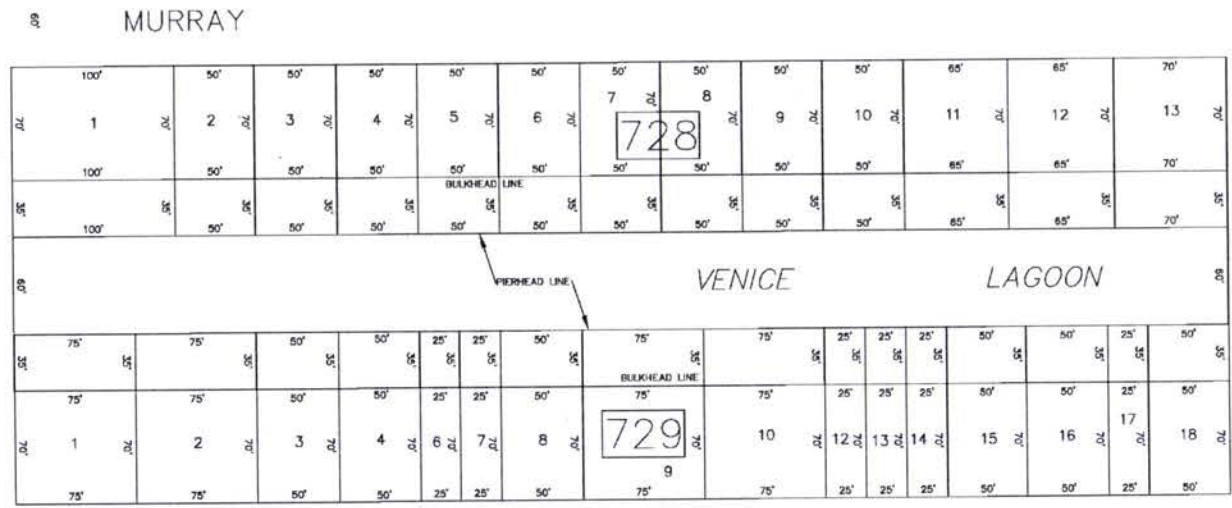 60' MURRAY
100' 50' 50' 50' 50' 50' 50' 50' 50' 50' 65' 65' 70'
70' 1 70' 2 70' 3 4 70' 5 70' 6 70' 7 70' 8 70' 9 70' 10 70' 11 70' 12 70' 13 70'
728
100' 50' 50' 50' 50' 50' 50' 50' 50' 50' 65' 65' 70'
BULKHEAD LINE
35' 35' 35' 35' 35' 35' 35' 35' 35' 35' 35' 35' 35'
100' 50' 50' 50' 50' 50' 50' 50' 50' 50' 65' 65' 70'
60' PIERHEAD LINE VENICE LAGOON 60'
75' 75' 50' 50' 25' 25' 50' 75' 75' 25' 25' 25' 50' 50' 25' 50'
35' 35' 35' 35' 35' 35' 35' 35' 35' 35' 35' 35' 35' 35'
BULKHEAD LINE
75' 75' 50' 50' 25' 25' 50' 75' 75' 25' 25' 25' 50' 50' 25' 50'
70' 1 70' 2 70' 3 70' 4 70' 6 70' 7 70' 8 70' 729 70' 10 70' 12 70' 13 70' 14 70' 15 70' 16 70' 17 70' 18 70'
9
75' 75' 50' 50' 25' 25' 50' 75' 75' 25' 25' 25' 50' 50' 25' 50'